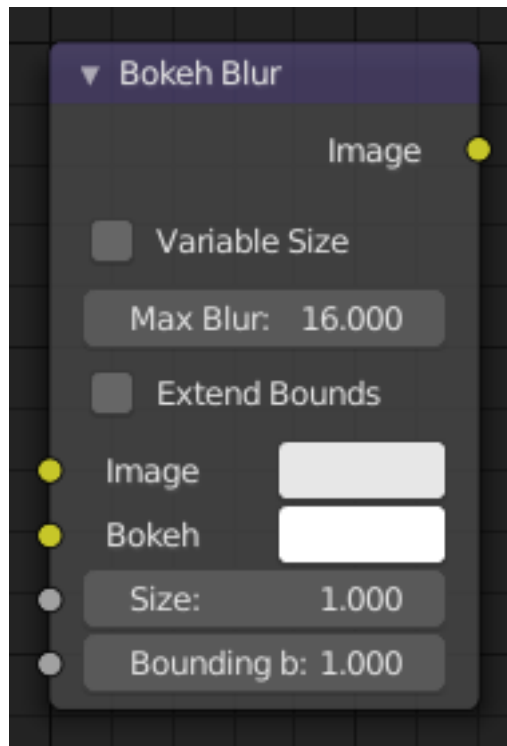 Bokeh Blur
Image
Variable Size
Max Blur: 16.000
Extend Bounds
Image
Bokeh
Size: 1.000
Bounding b: 1.000